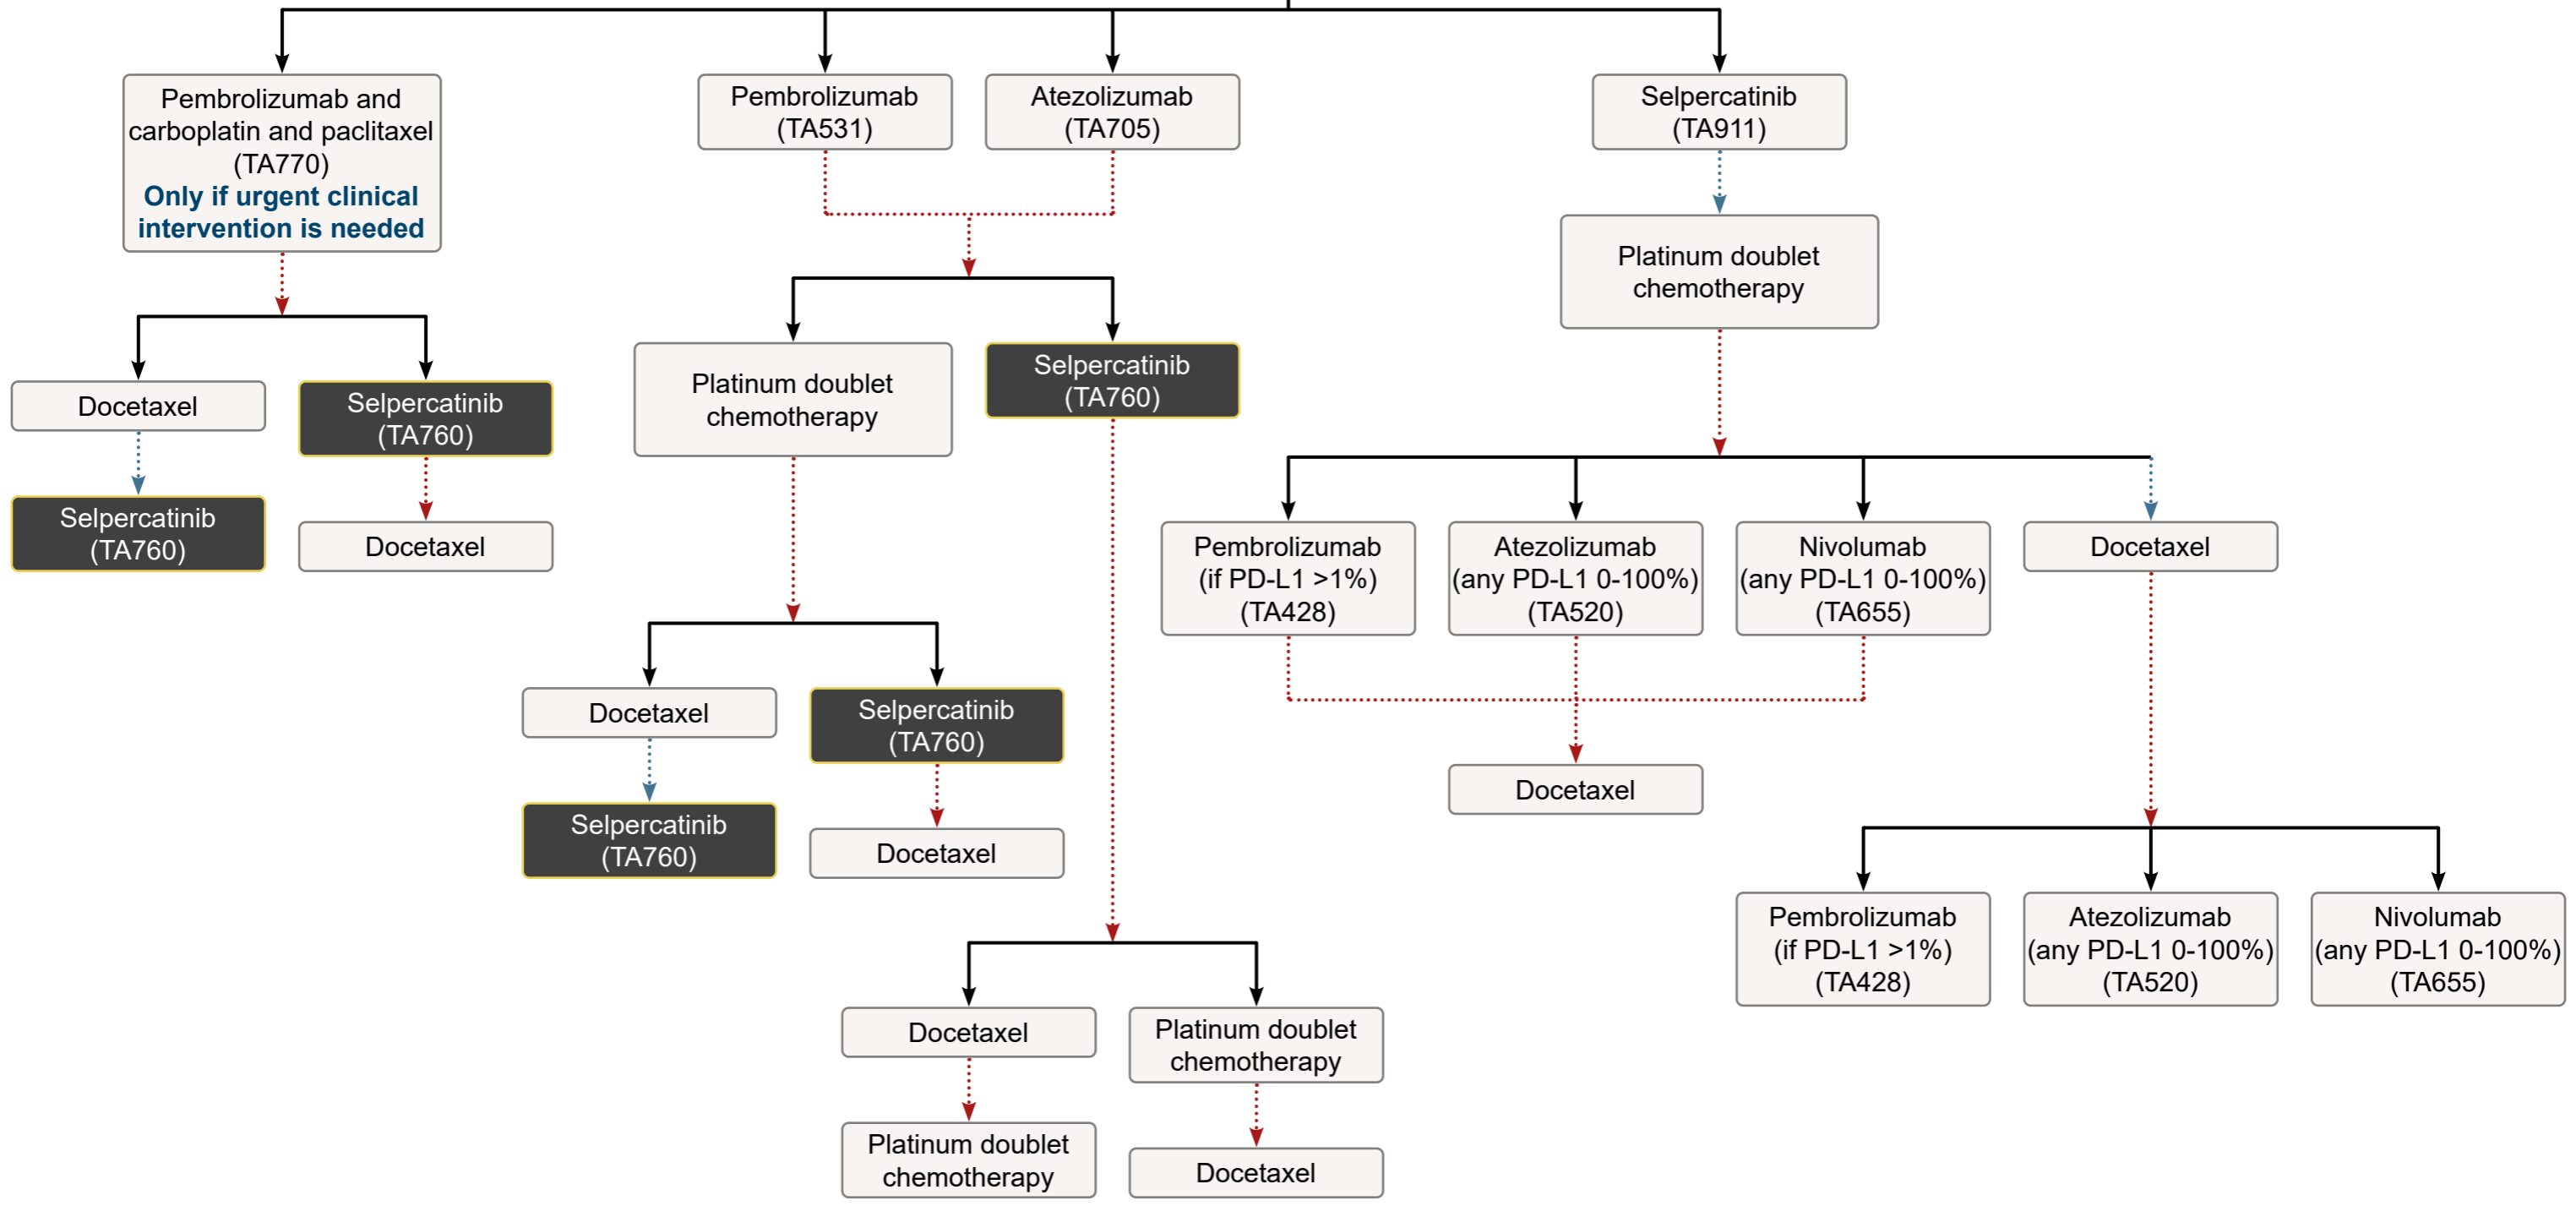 Pembrolizumab and
carboplatin and paclitaxel
(TA770)
Only if urgent clinical
intervention is needed
Pembrolizumab
(TA531)
Atezolizumab
(TA705)
Selpercatinib
(TA911)
Platinum doublet
chemotherapy
Docetaxel
Selpercatinib
(TA760)
Platinum doublet
chemotherapy
Selpercatinib
(TA760)
Selpercatinib
(TA760)
Docetaxel
Pembrolizumab
(if PD-L1 >1%)
(TA428)
Atezolizumab
(any PD-L1 0-100%)
(TA520)
Nivolumab
(any PD-L1 0-100%)
(TA655)
Docetaxel
Docetaxel
Selpercatinib
(TA760)
Docetaxel
Selpercatinib
(TA760)
Docetaxel
Pembrolizumab
(if PD-L1 >1%)
(TA428)
Atezolizumab
(any PD-L1 0-100%)
(TA520)
Nivolumab
(any PD-L1 0-100%)
(TA655)
Docetaxel
Platinum doublet
chemotherapy
Platinum doublet
chemotherapy
Docetaxel